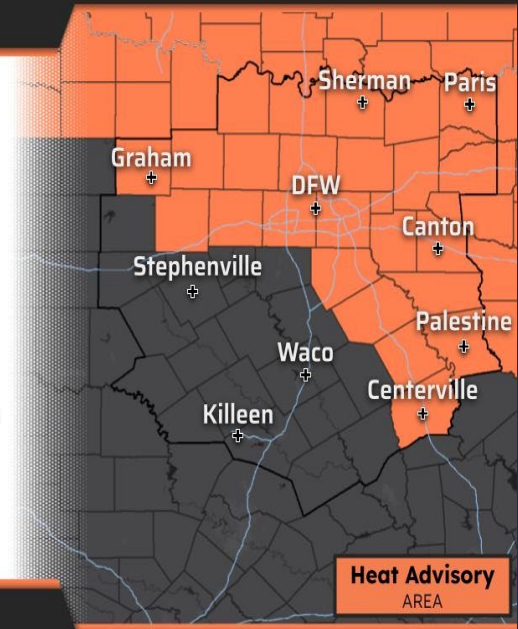 Sherman
Paris
Graham
DFW
Canton
Stephenville
Palestine
Waco
Centerville
Killeen
Heat Advisory
AREA